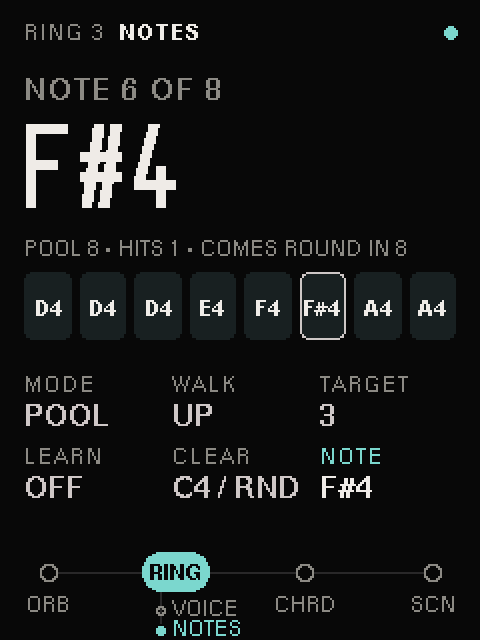 RING 3 NOTES
NOTE 6 OF 8
F#4
POOL 8 · HITS 1 · COMES ROUND IN 8
D4 D4 D4 E4 F4 F#4 A4 A4
MODE WALK TARGET
POOL UP 3
LEARN CLEAR NOTE
OFF C4 / RND F#4
RING
ORB VOICE CHRD SCN
NOTES